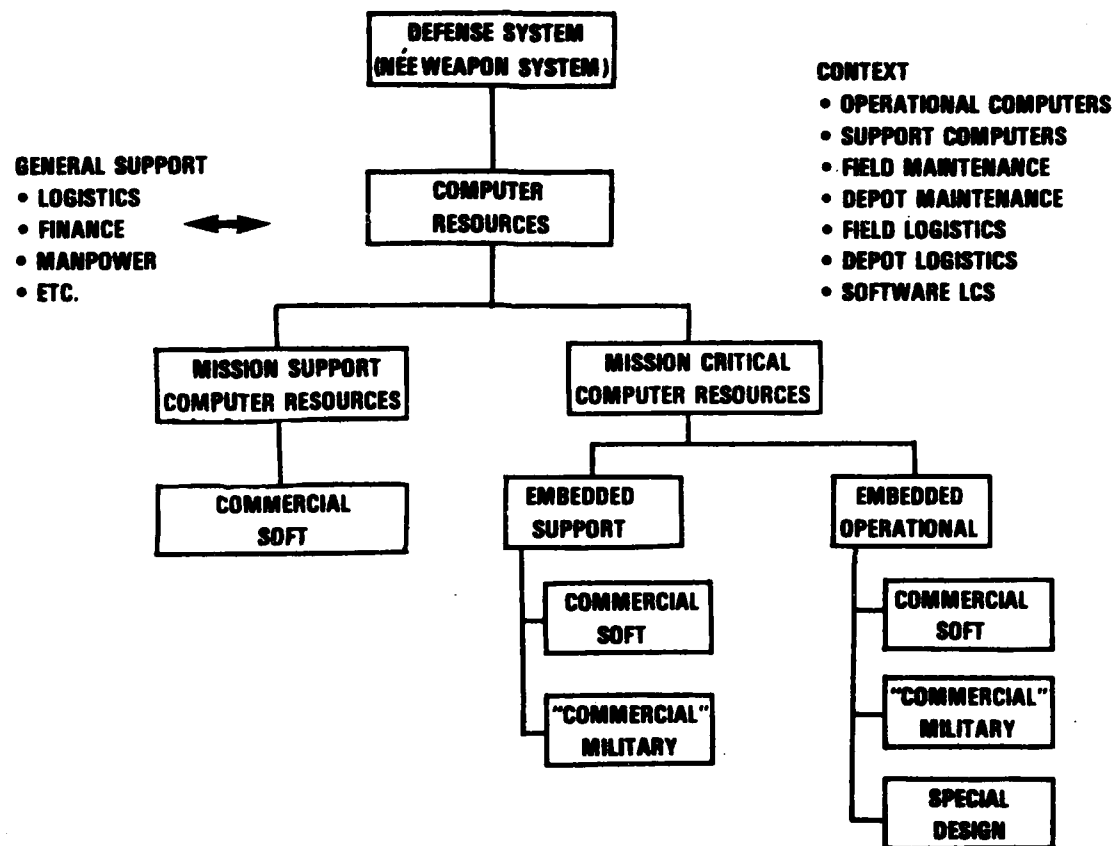 DEFENSE SYSTEM
(NÉE WEAPON SYSTEM)
CONTEXT
• OPERATIONAL COMPUTERS
• SUPPORT COMPUTERS
• FIELD MAINTENANCE
• DEPOT MAINTENANCE
• FIELD LOGISTICS
• DEPOT LOGISTICS
• SOFTWARE LCS
GENERAL SUPPORT
• LOGISTICS
• FINANCE
• MANPOWER
• ETC.
COMPUTER
RESOURCES
MISSION SUPPORT
COMPUTER RESOURCES
MISSION CRITICAL
COMPUTER RESOURCES
COMMERCIAL
SOFT
EMBEDDED
SUPPORT
EMBEDDED
OPERATIONAL
COMMERCIAL
SOFT
"COMMERCIAL"
MILITARY
COMMERCIAL
SOFT
"COMMERCIAL"
MILITARY
SPECIAL
DESIGN